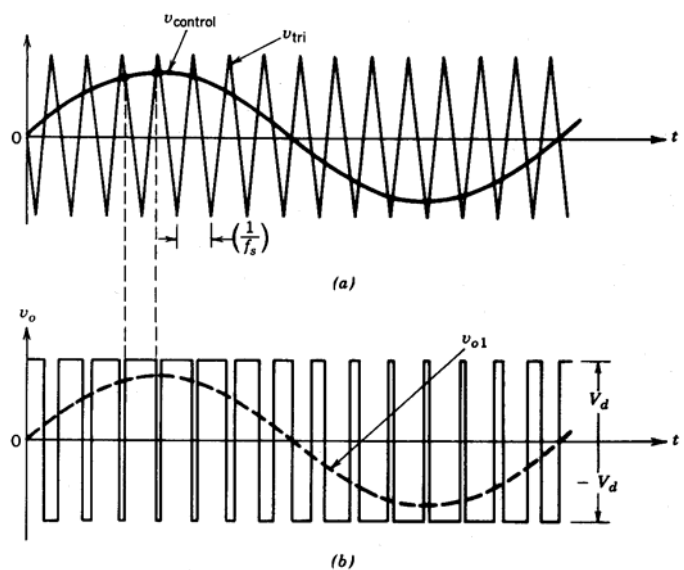 v_control
v_tri
0
t
(1/f_s)
(a)
v_o
v_o1
V_d
0
t
− V_d
(b)